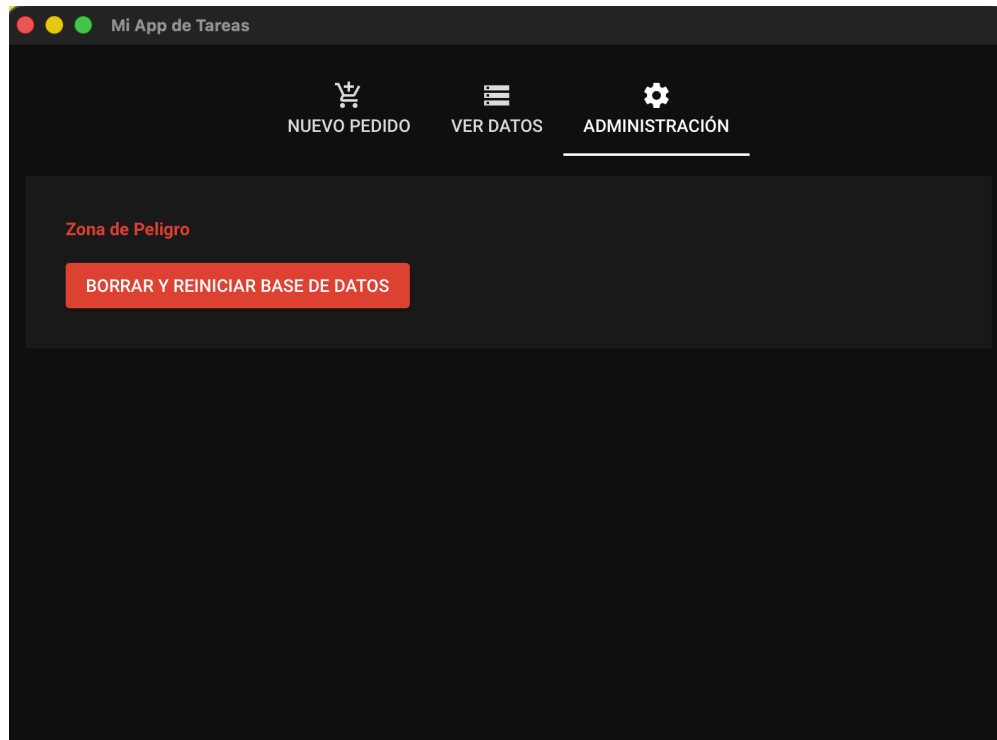 Mi App de Tareas
NUEVO PEDIDO
VER DATOS
ADMINISTRACIÓN
Zona de Peligro
BORRAR Y REINICIAR BASE DE DATOS